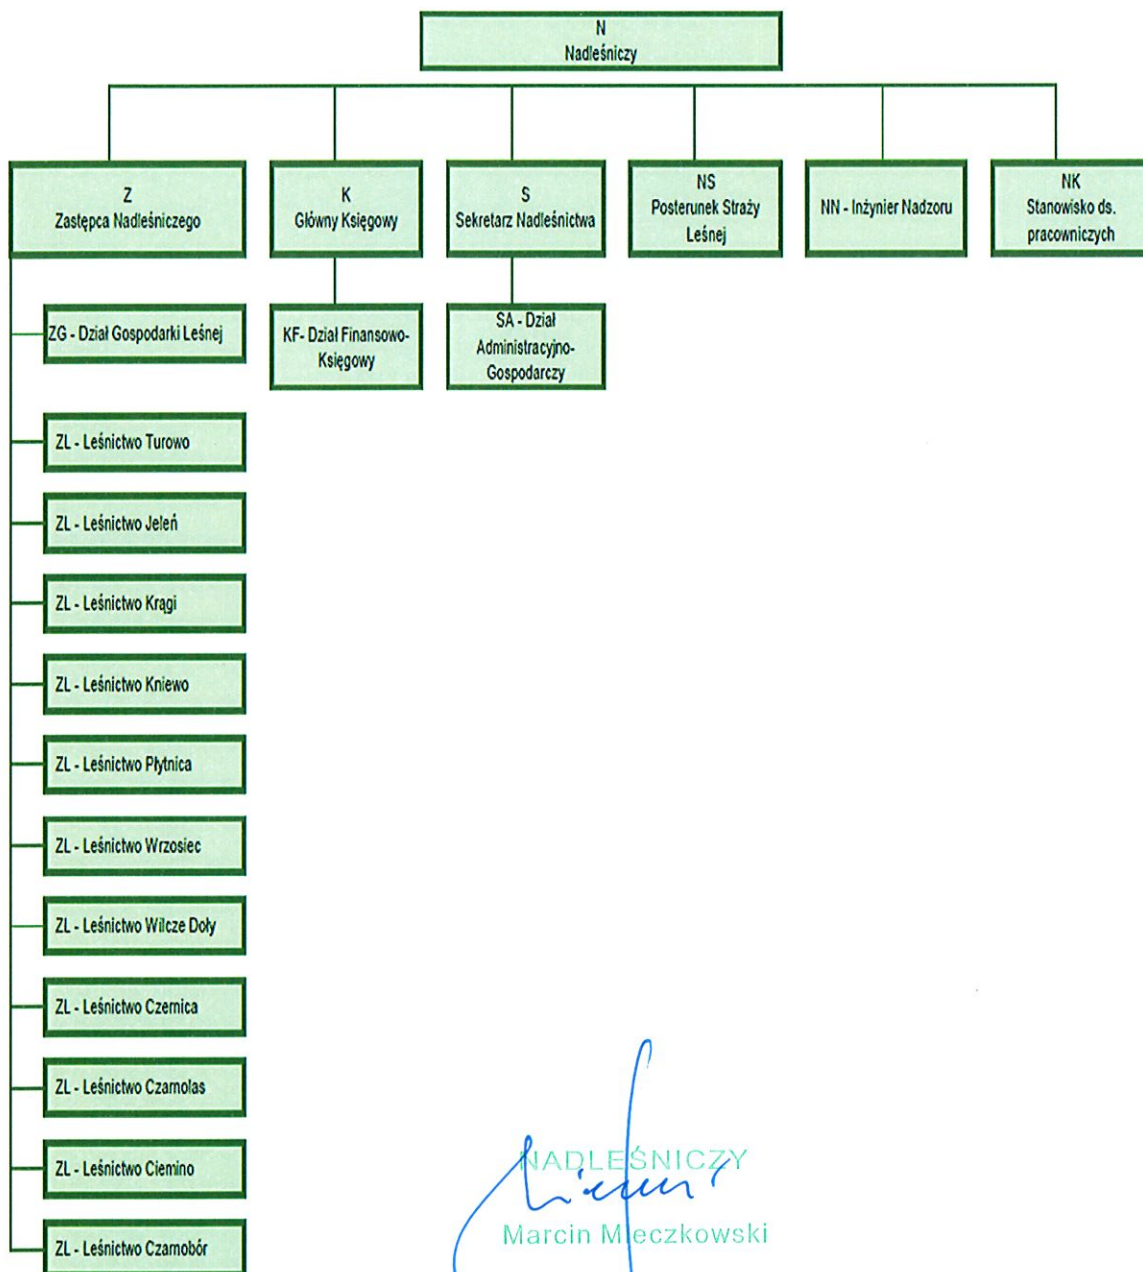 N
Nadleśniczy
Z
Zastępca Nadleśniczego
K
Główny Księgowy
S
Sekretarz Nadleśnictwa
NS
Posterunek Straży
Leśnej
NN - Inżynier Nadzoru
NK
Stanowisko ds.
pracowniczych
ZG - Dział Gospodarki Leśnej
KF- Dział Finansowo-
Księgowy
SA - Dział
Administracyjno-
Gospodarczy
ZL - Leśnictwo Turowo
ZL - Leśnictwo Jeleń
ZL - Leśnictwo Krągi
ZL - Leśnictwo Kniewo
ZL - Leśnictwo Płytnica
ZL - Leśnictwo Wrzosiec
ZL - Leśnictwo Wilcze Doły
ZL - Leśnictwo Czernica
ZL - Leśnictwo Czarnolas
ZL - Leśnictwo Ciemino
ZL - Leśnictwo Czarnobór
NADLEŚNICZY
Marcin Mieczkowski